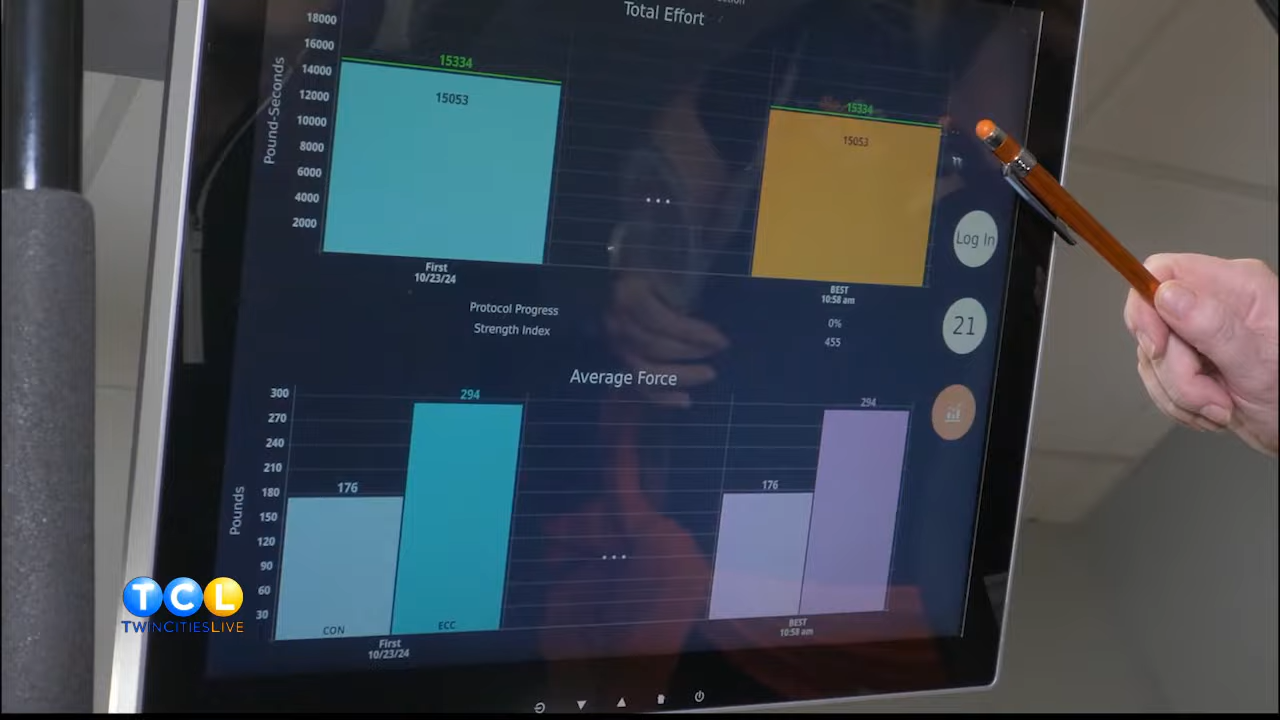 Total Effort
18000
16000
14000
12000
10000
8000
6000
4000
2000
Pound-Seconds
15334
15053
15334
15053
First
10/23/24
BEST
10:58 am
Protocol Progress
0%
Strength Index
455
Log In
21
Average Force
300
270
240
210
180
150
120
90
60
30
Pounds
176
294
176
294
CON
ECC
First
10/23/24
BEST
10:58 am
TCL
TWINCITIESLIVE